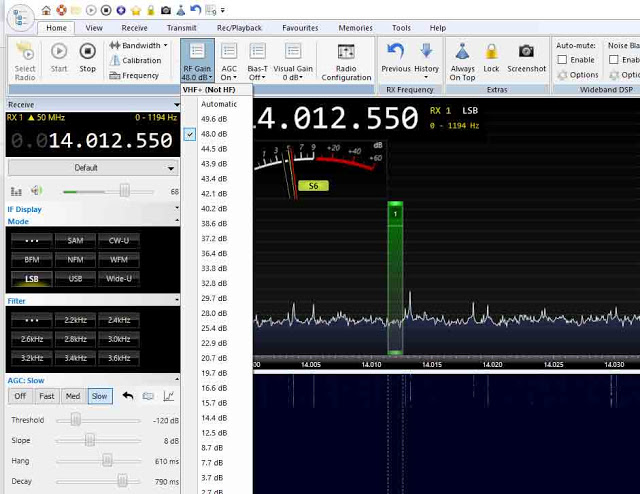 Home View Receive Transmit Rec/Playback Favourites Memories Tools Help
Select Radio
Start
Stop
Bandwidth
Calibration
Frequency
RF Gain 48.0 dB
AGC On
Bias-T Off
Visual Gain 0 dB
Radio Configuration
Previous
History
RX Frequency
Always On Top
Lock
Screenshot
Extras
Auto-mute:
Enable
Options
Wideband DSP
Noise Bla
Enable
Options
Receive
RX 1 50 MHz 0 - 1194 Hz
0.014.012.550
Default
68
IF Display
Mode
... SAM CW-U
BFM NFM WFM
LSB USB Wide-U
Filter
... 2.2kHz 2.4kHz
2.6kHz 2.8kHz 3.0kHz
3.2kHz 3.4kHz 3.6kHz
AGC: Slow
Off Fast Med Slow
Threshold -120 dB
Slope 8 dB
Hang 610 ms
Decay 790 ms
VHF+ (Not HF)
Automatic
49.6 dB
48.0 dB
44.5 dB
43.9 dB
43.4 dB
42.1 dB
40.2 dB
38.6 dB
37.2 dB
36.4 dB
33.8 dB
32.8 dB
29.7 dB
28.0 dB
25.4 dB
22.9 dB
20.7 dB
19.7 dB
16.6 dB
15.7 dB
14.4 dB
12.5 dB
8.7 dB
7.7 dB
3.7 dB
2.7 dB
14.012.550
RX 1 LSB
0 - 1194 Hz
1 3 5 7 9 +20 +40 +60 dB
S6
1
00 14.005 14.010 14.015 14.020 14.025 14.030